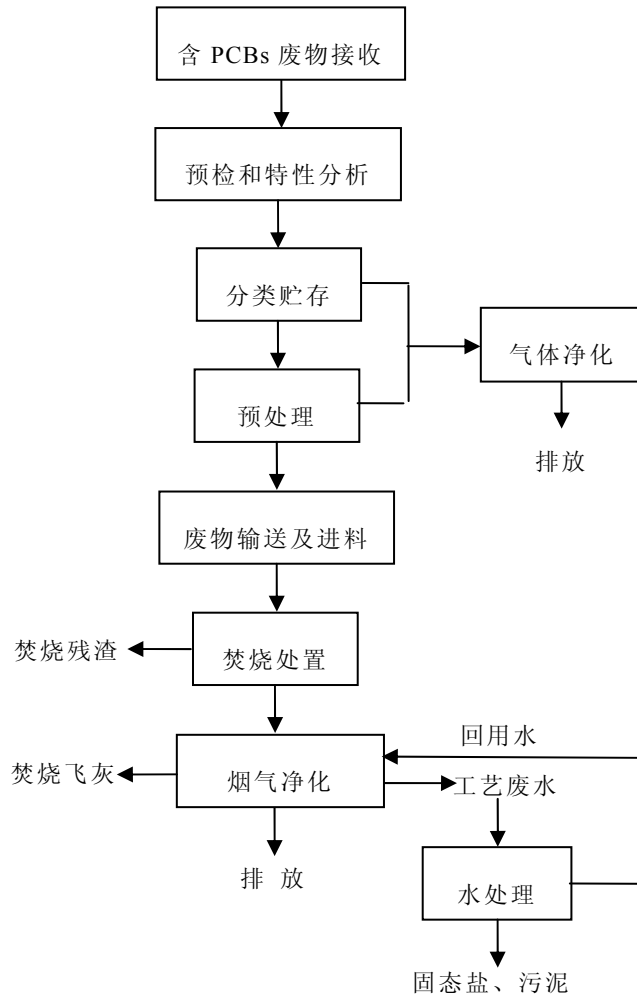 含 PCBs 废物接收
预检和特性分析
分类贮存
气体净化
预处理
排放
废物输送及进料
焚烧残渣
焚烧处置
回用水
焚烧飞灰
烟气净化
工艺废水
排 放
水处理
固态盐、污泥